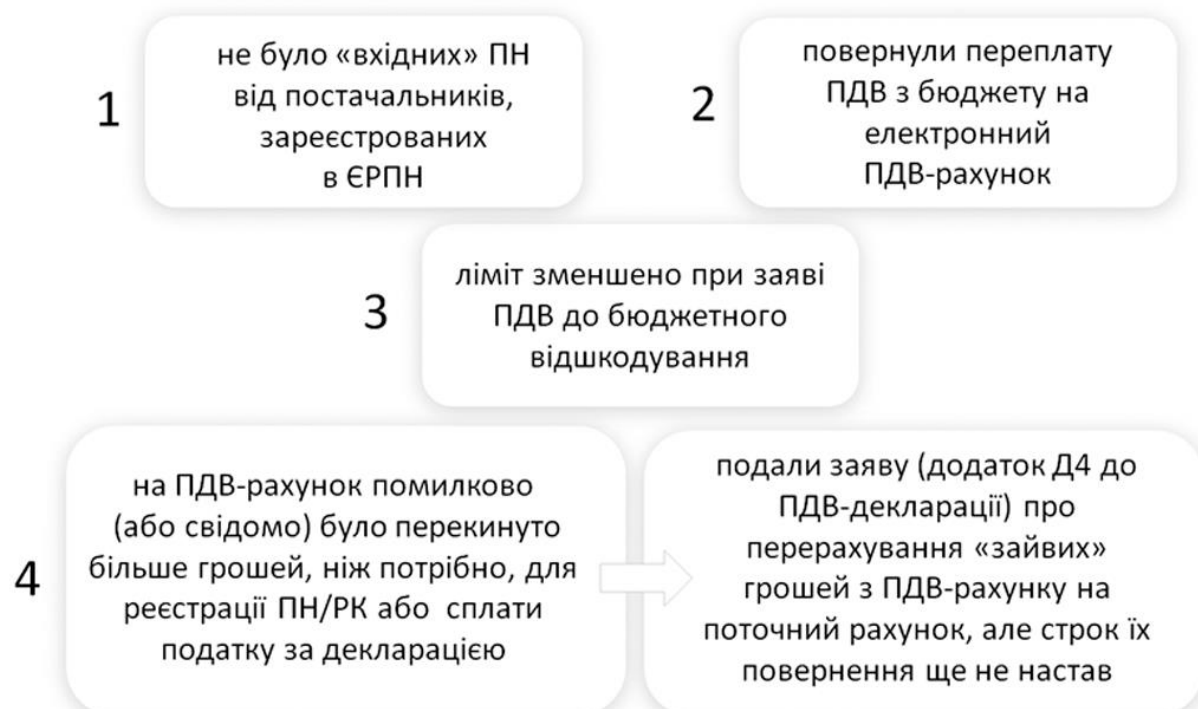 1
не було «вхідних» ПН
від постачальників,
зареєстрованих
в ЄРПН
2
повернули переплату
ПДВ з бюджету на
електронний
ПДВ-рахунок
3
ліміт зменшено при заяві
ПДВ до бюджетного
відшкодування
4
на ПДВ-рахунок помилково
(або свідомо) було перекинуто
більше грошей, ніж потрібно, для
реєстрації ПН/РК або сплати
податку за декларацією
подали заяву (додаток Д4 до
ПДВ-декларації) про
перерахування «зайвих»
грошей з ПДВ-рахунку на
поточний рахунок, але строк їх
повернення ще не настав